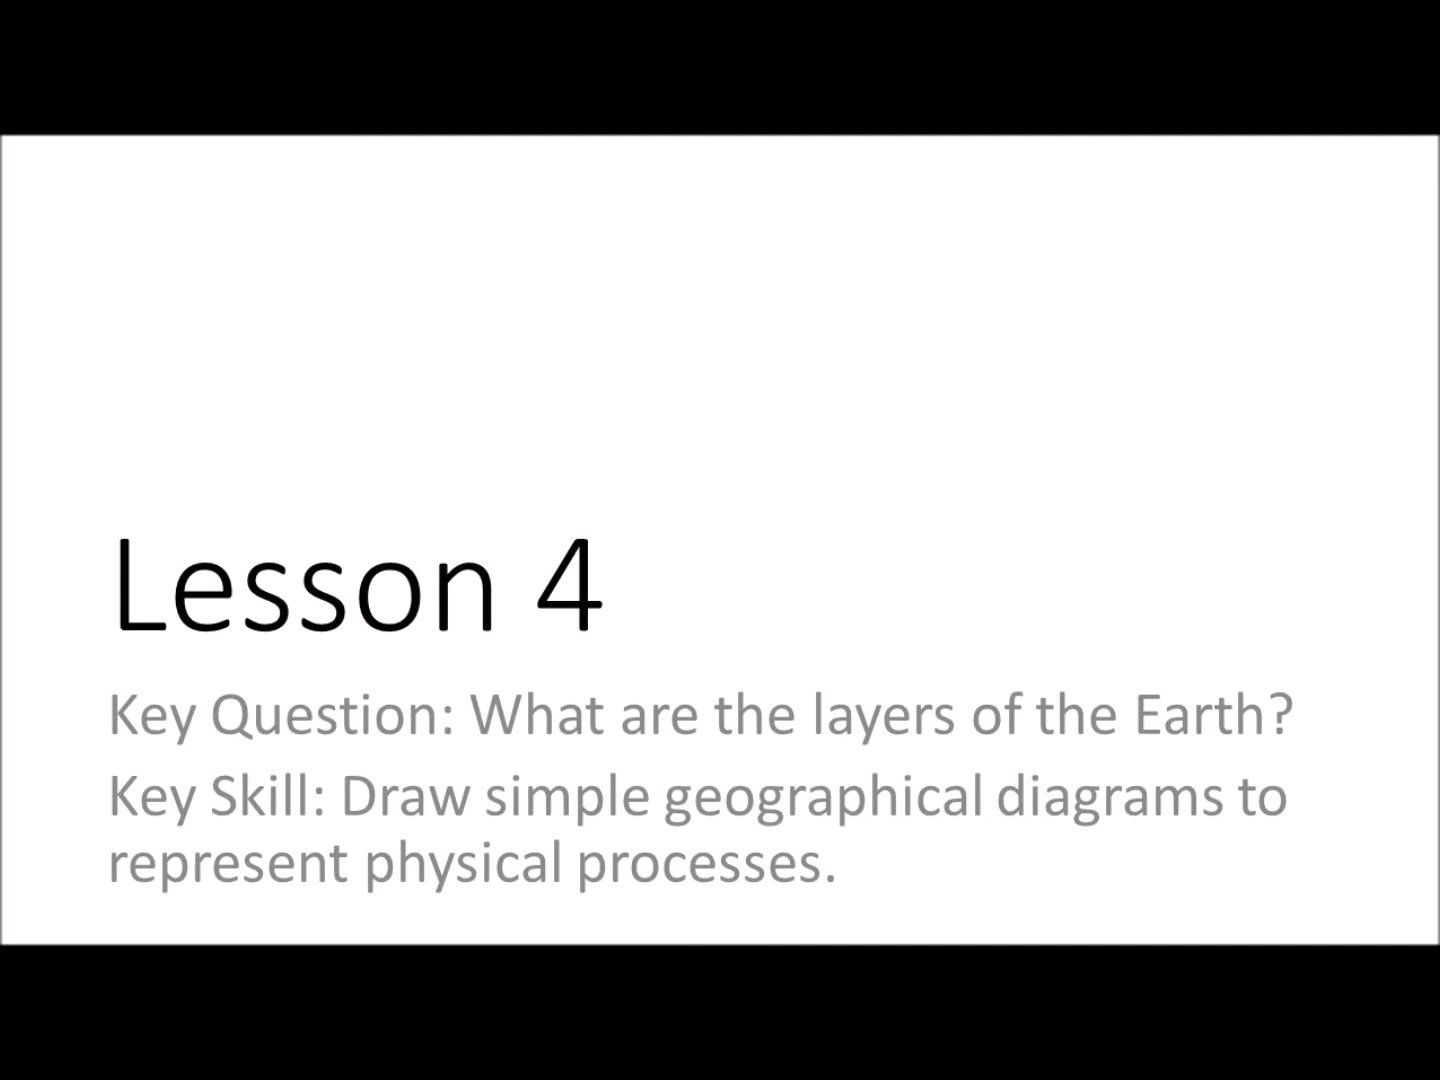 Lesson 4
Key Question: What are the layers of the Earth?
Key Skill: Draw simple geographical diagrams to
represent physical processes.